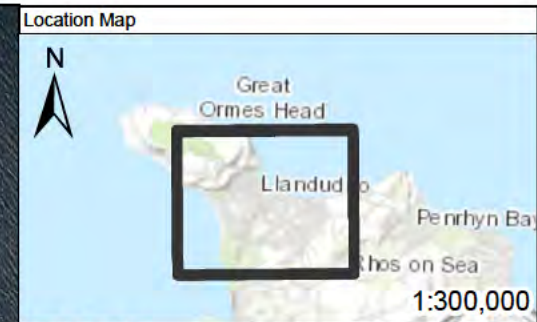 Location Map
N
Great
Ormes Head
Llandud o
Penrhyn Bay
hos on Sea
1:300,000